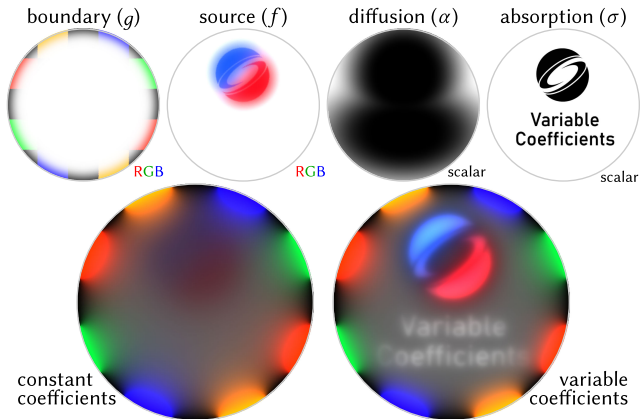 boundary (g)
source (f)
diffusion (α)
absorption (σ)
Variable
Coefficients
RGB
RGB
scalar
scalar
Variable
Coefficients
constant
coefficients
variable
coefficients